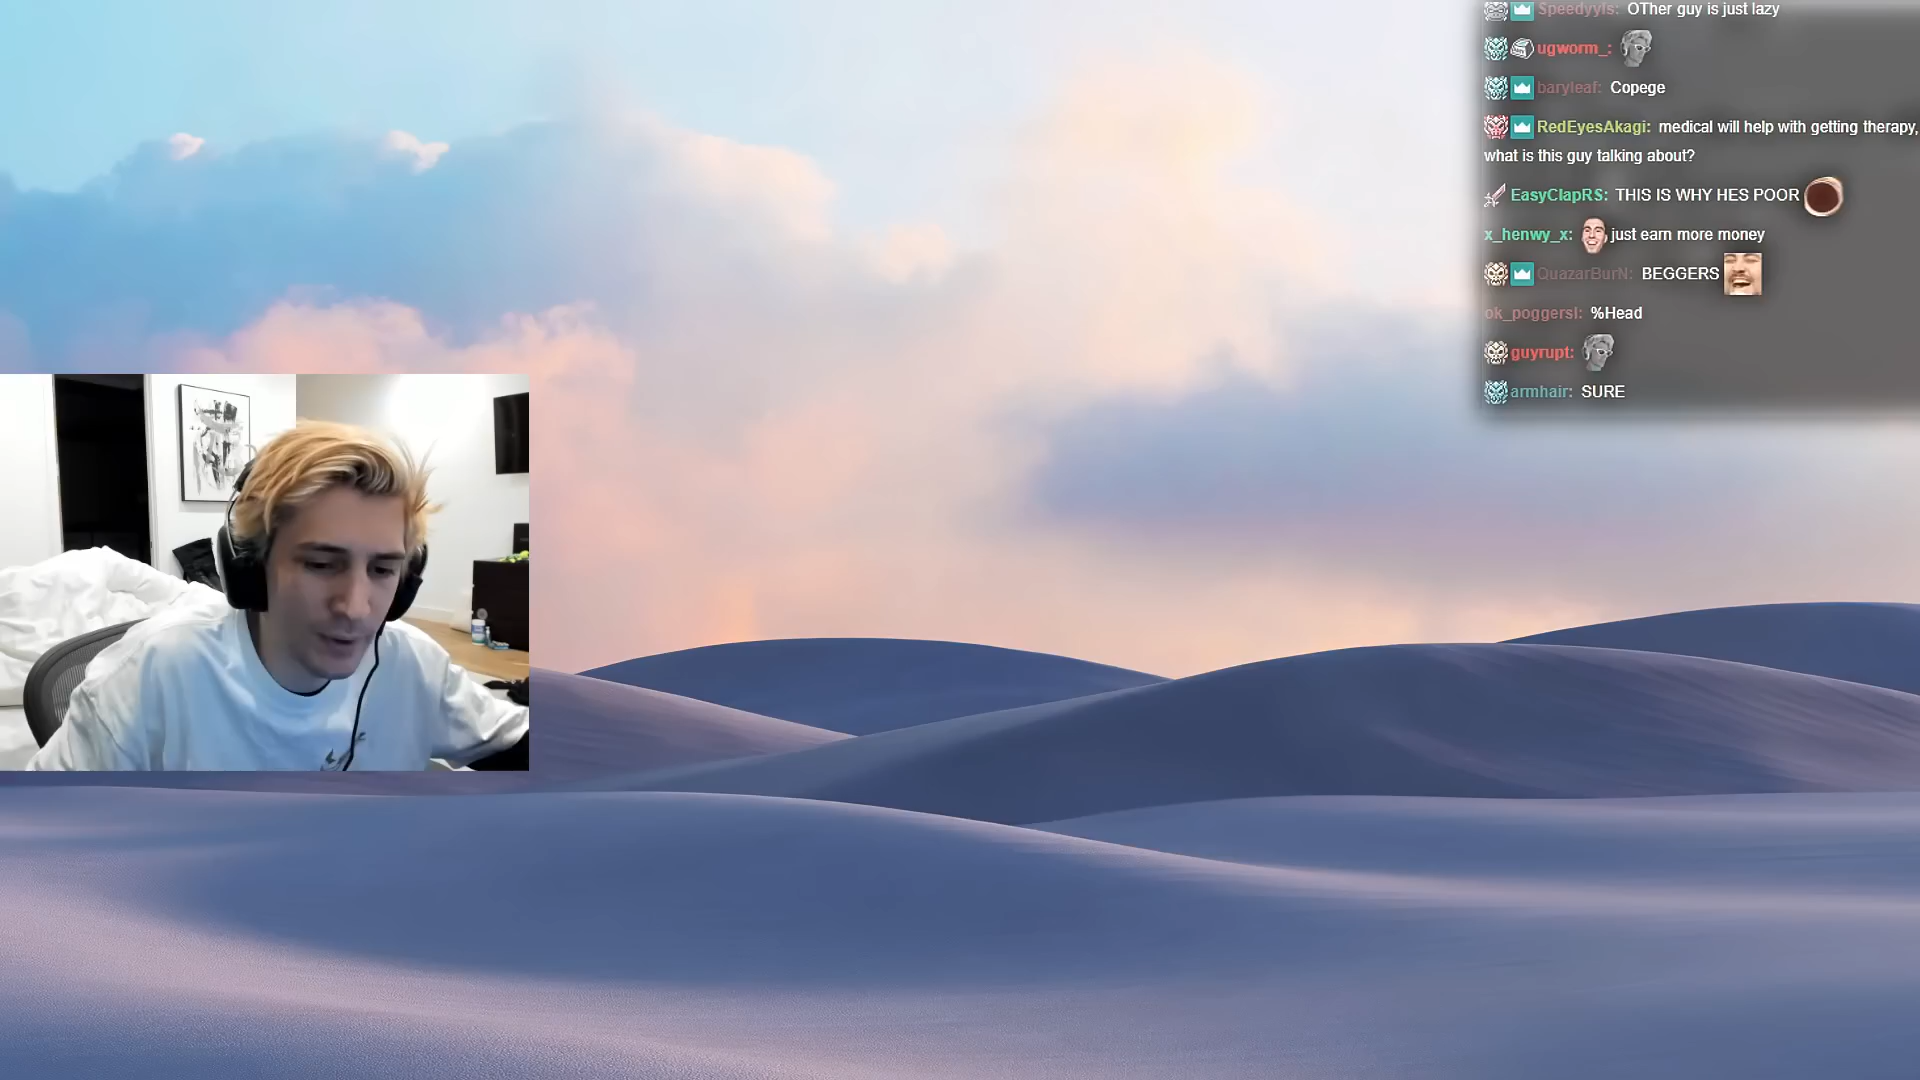 Speedyyls: OTher guy is just lazy
ugworm_:
baryleaf: Copege
RedEyesAkagi: medical will help with getting therapy,
what is this guy talking about?
EasyClapRS: THIS IS WHY HES POOR
x_henwy_x: just earn more money
QuazarBurN: BEGGERS
ok_poggersl: %Head
guyrupt:
armhair: SURE